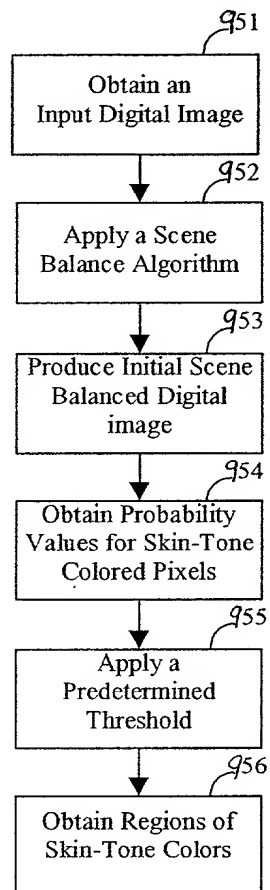 951
Obtain an
Input Digital Image
952
Apply a Scene
Balance Algorithm
953
Produce Initial Scene
Balanced Digital
image
954
Obtain Probability
Values for Skin-Tone
Colored Pixels
955
Apply a
Predetermined
Threshold
956
Obtain Regions of
Skin-Tone Colors